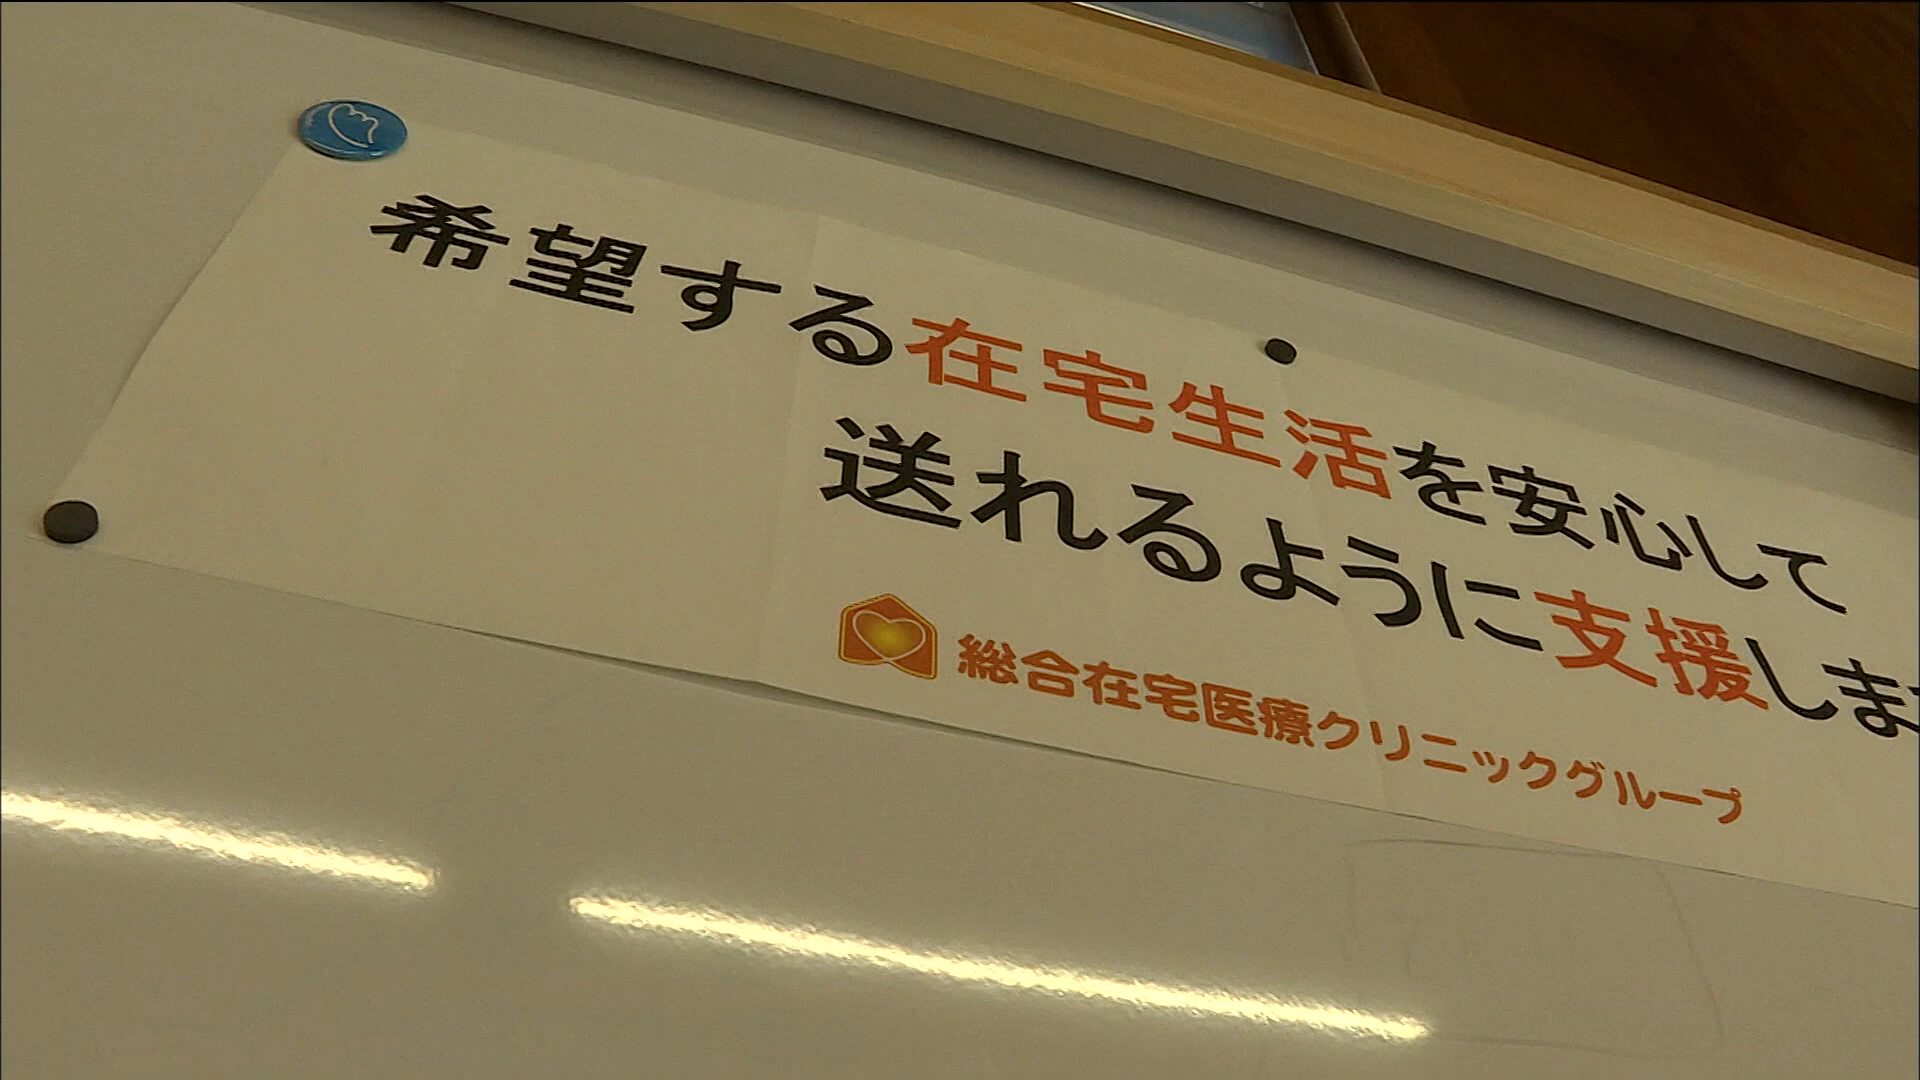 希望する在宅生活を安心して
送れるように支援しま
総合在宅医療クリニックグループ